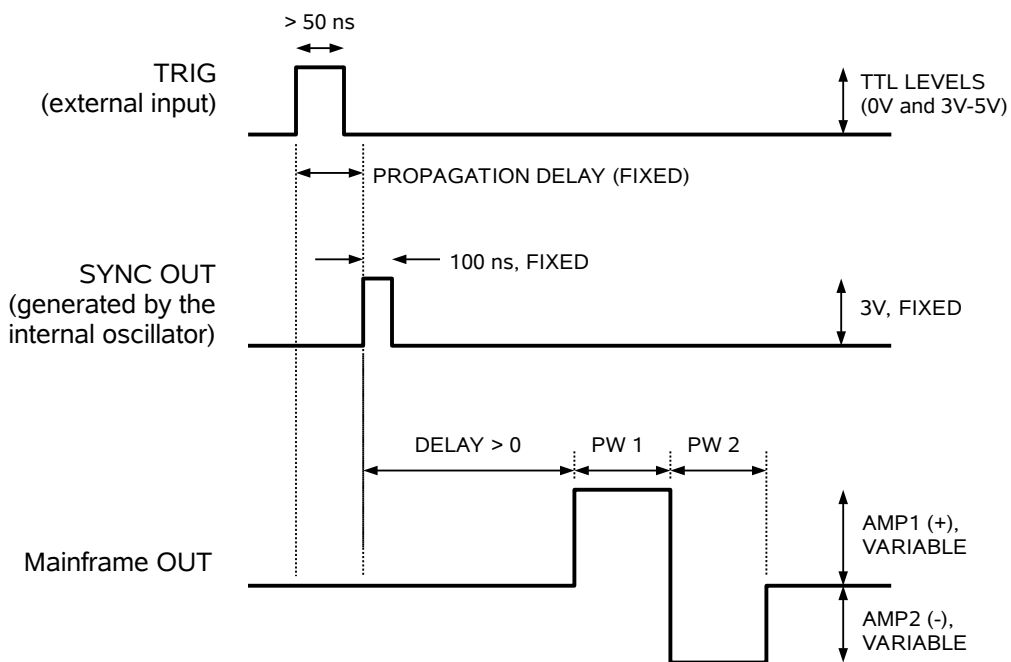 > 50 ns
TRIG
(external input)
TTL LEVELS
(0V and 3V-5V)
PROPAGATION DELAY (FIXED)
100 ns, FIXED
SYNC OUT
(generated by the
internal oscillator)
3V, FIXED
DELAY > 0
PW 1
PW 2
AMP1 (+),
VARIABLE
Mainframe OUT
AMP2 (-),
VARIABLE